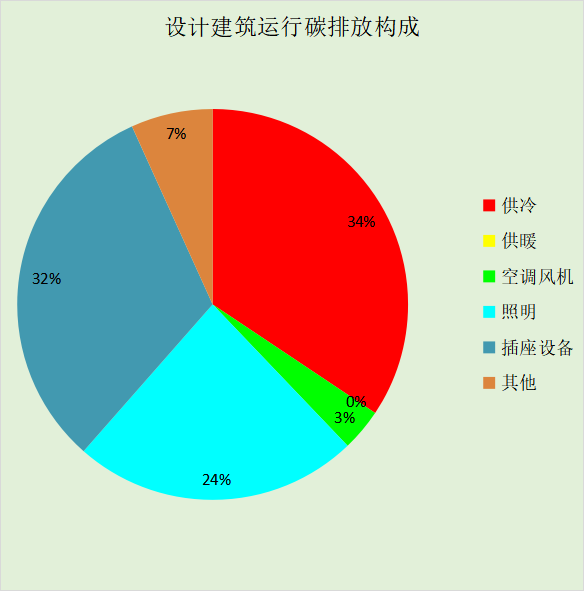 设计建筑运行碳排放构成
7%
34%
32%
0%
3%
24%
供冷
供暖
空调风机
照明
插座设备
其他